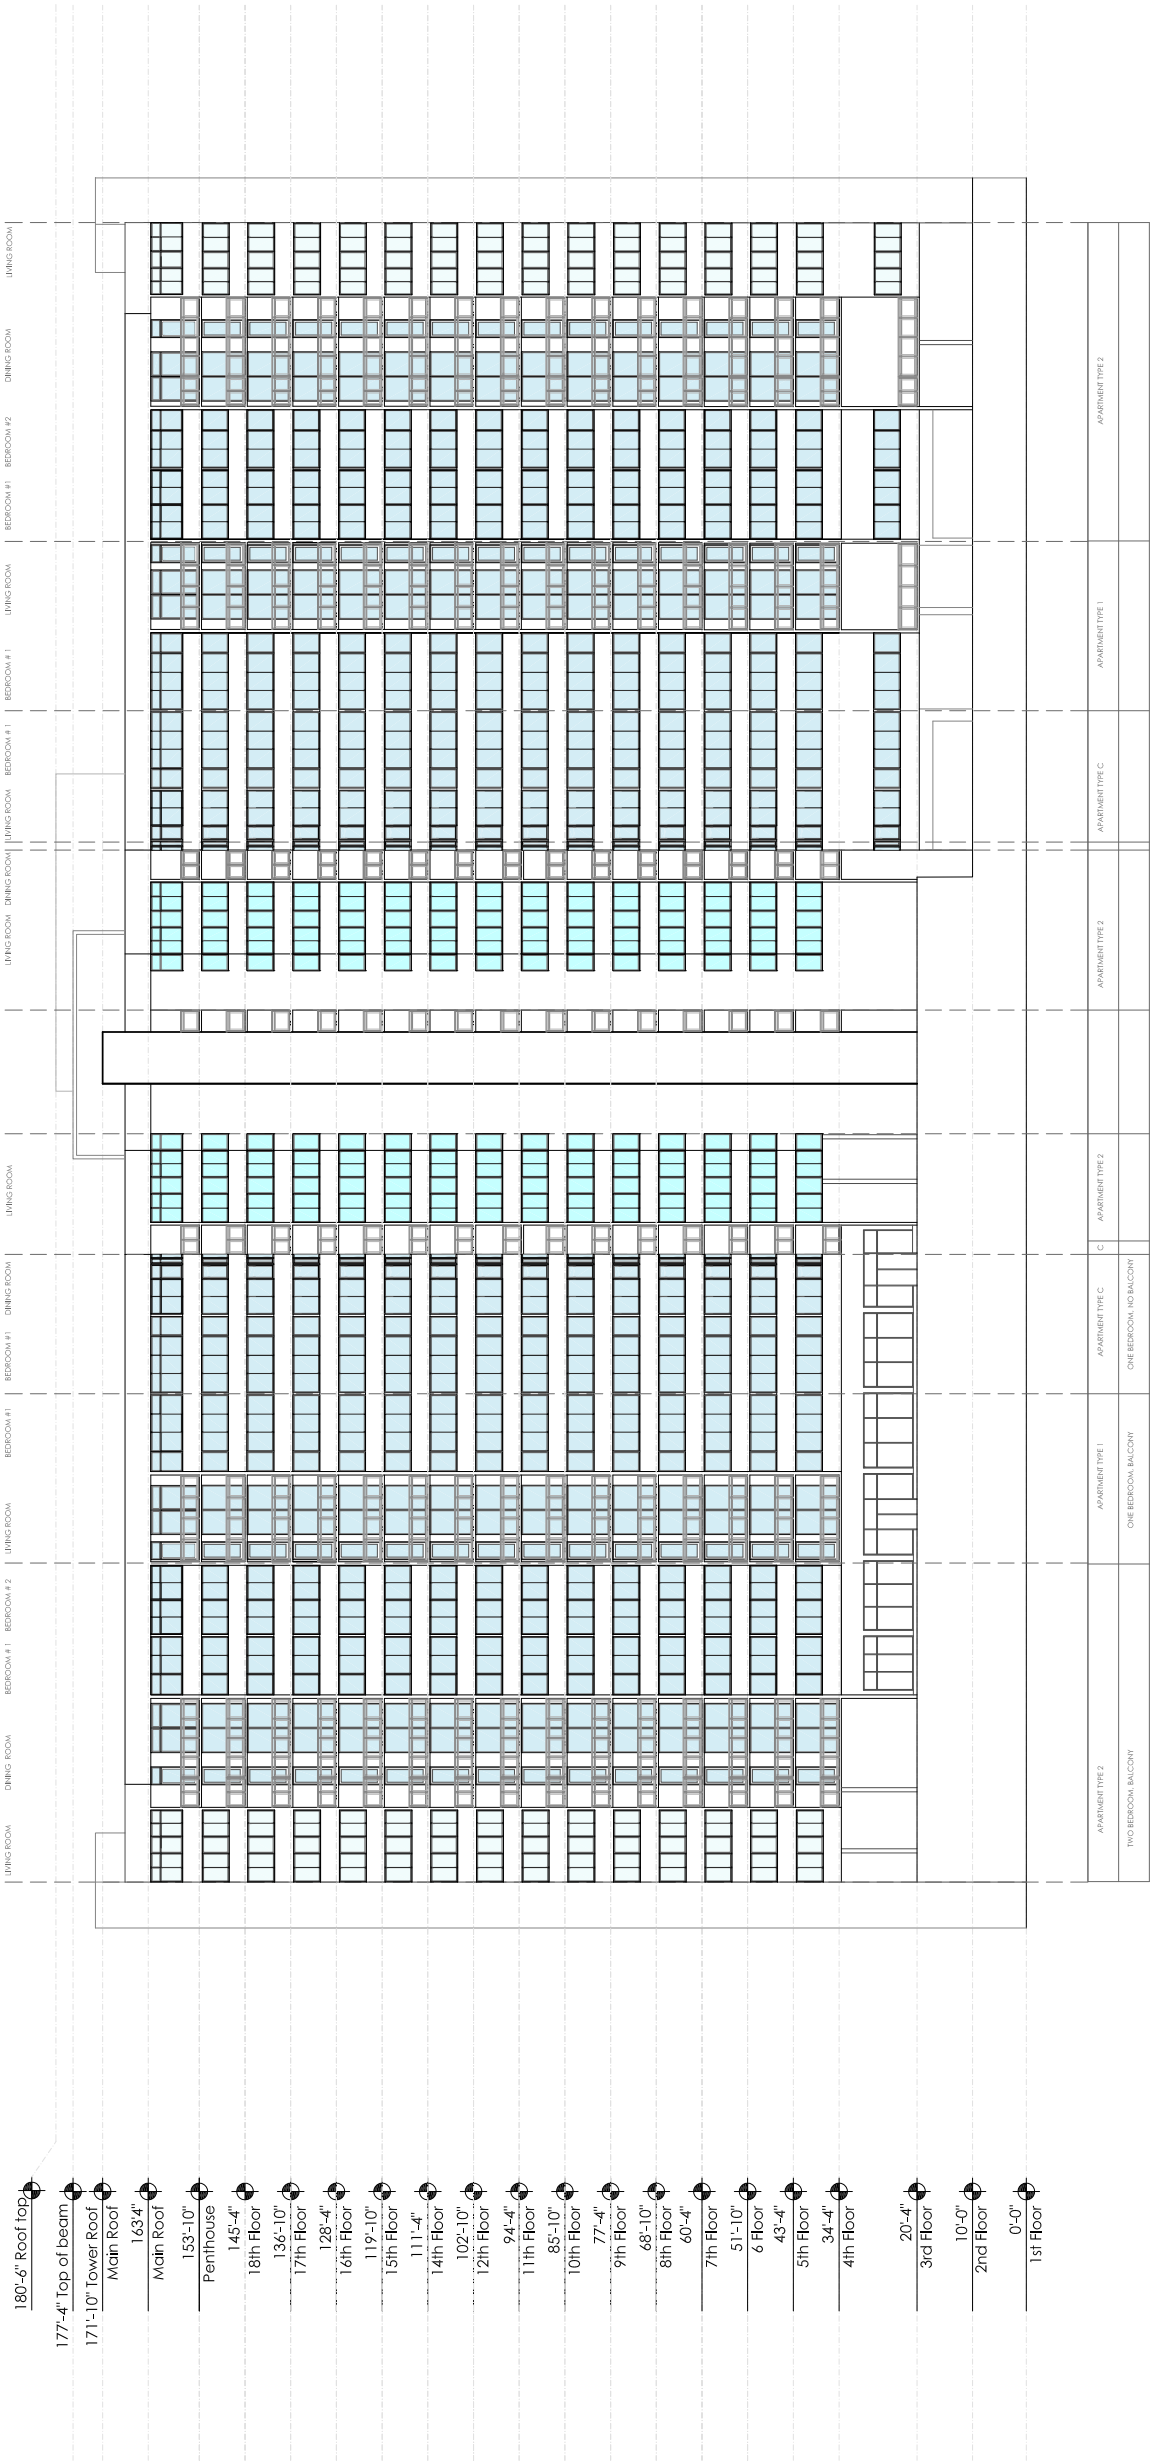 LIVING ROOM
DINING ROOM
BEDROOM # 1
BEDROOM # 2
LIVING ROOM
BEDROOM #1
BEDROOM #1
DINING ROOM
LIVING ROOM
LIVING ROOM
DINING ROOM
LIVING ROOM
BEDROOM # 1
BEDROOM # 1
LIVING ROOM
BEDROOM #1
BEDROOM #2
DINING ROOM
LIVING ROOM
180'-6" Roof top
177'-4" Top of beam
171'-10" Tower Roof
Main Roof
163'4"
Main Roof
153'-10"
Penthouse
145'-4"
18th Floor
136'-10"
17th Floor
128'-4"
16th Floor
119'-10"
15th Floor
111'-4"
14th Floor
102'-10"
12th Floor
94'-4"
11th Floor
85'-10"
10th Floor
77'-4"
9th Floor
68'-10"
8th Floor
60'-4"
7th Floor
51'-10"
6 Floor
43'-4"
5th Floor
34'-4"
4th Floor
20'-4"
3rd Floor
10'-0"
2nd Floor
0'-0"
1st Floor
APARTMENT TYPE 2
APARTMENT TYPE 1
APARTMENT TYPE C
C
APARTMENT TYPE 2
APARTMENT TYPE 2
APARTMENT TYPE C
APARTMENT TYPE 1
APARTMENT TYPE 2
TWO BEDROOM, BALCONY
ONE BEDROOM, BALCONY
ONE BEDROOM, NO BALCONY